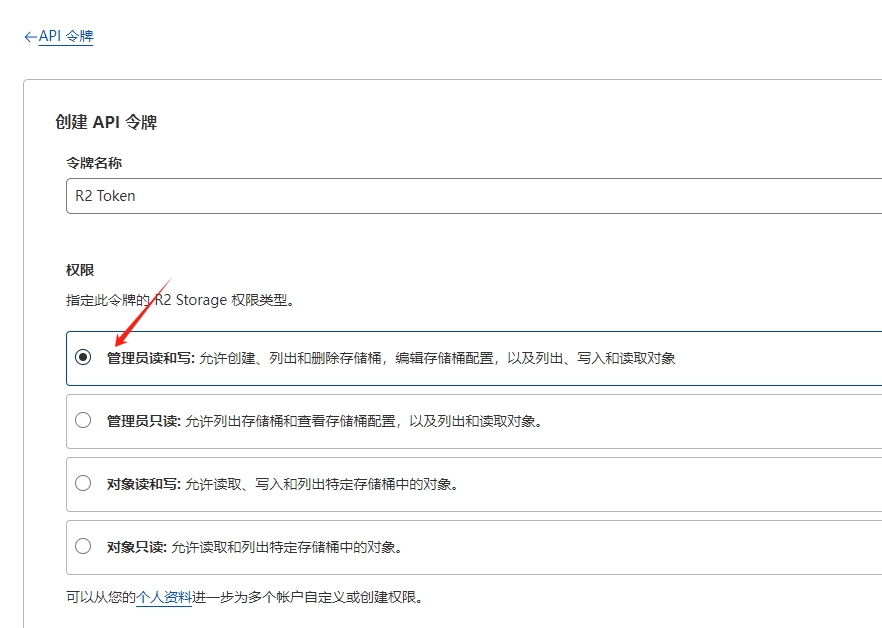 ←API 令牌
创建 API 令牌
令牌名称
R2 Token
权限
指定此令牌的 R2 Storage 权限类型。
管理员读和写: 允许创建、列出和删除存储桶，编辑存储桶配置，以及列出、写入和读取对象
管理员只读: 允许列出存储桶和查看存储桶配置，以及列出和读取对象。
对象读和写: 允许读取、写入和列出特定存储桶中的对象。
对象只读: 允许读取和列出特定存储桶中的对象。
可以从您的个人资料进一步为多个帐户自定义或创建权限。